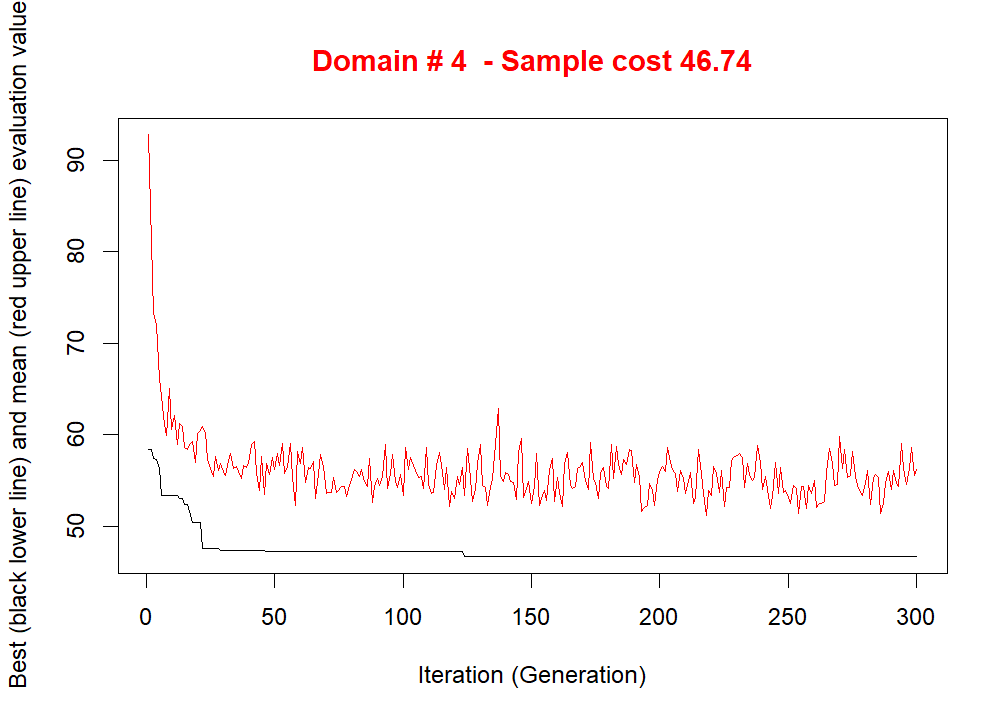 Domain # 4  - Sample cost 46.74
Best (black lower line) and mean (red upper line) evaluation value
90
80
70
60
50
0 50 100 150 200 250 300
Iteration (Generation)